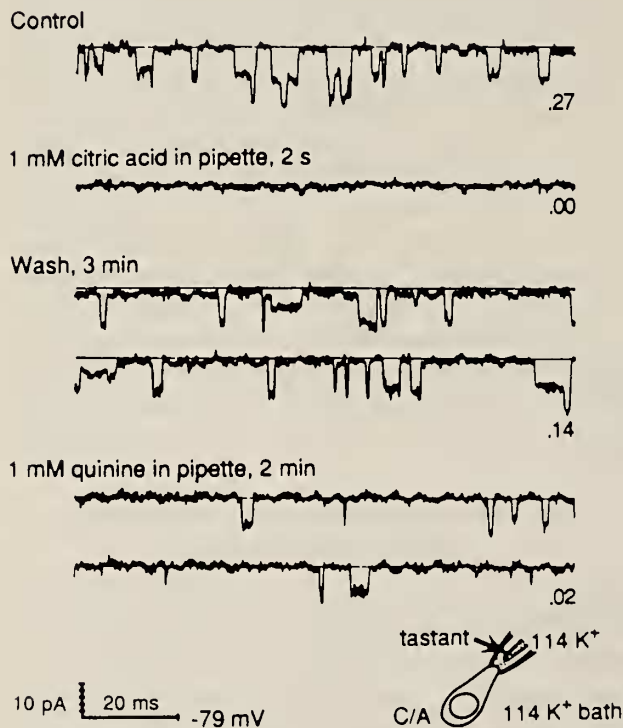 Control
.27
1 mM citric acid in pipette, 2 s
.00
Wash, 3 min
.14
1 mM quinine in pipette, 2 min
.02
tastant
114 K⁺
10 pA
20 ms
-79 mV
C/A
114 K⁺ bath